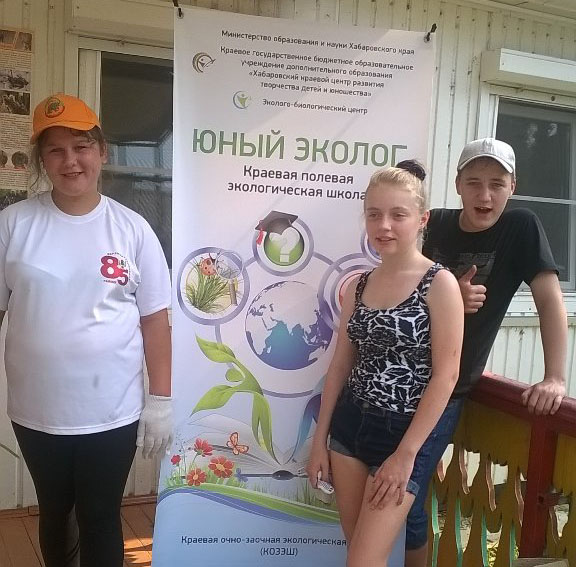 Министерство образования и науки Хабаровского края
Краевое государственное бюджетное образовательное
учреждение дополнительного образования
«Хабаровский краевой центр развития
творчества детей и юношества»
Эколого-биологический центр
ЮНЫЙ ЭКОЛОГ
Краевая полевая
экологическая школа
?
85
Краевая очно-заочная экологическая
(КОЗЭШ)